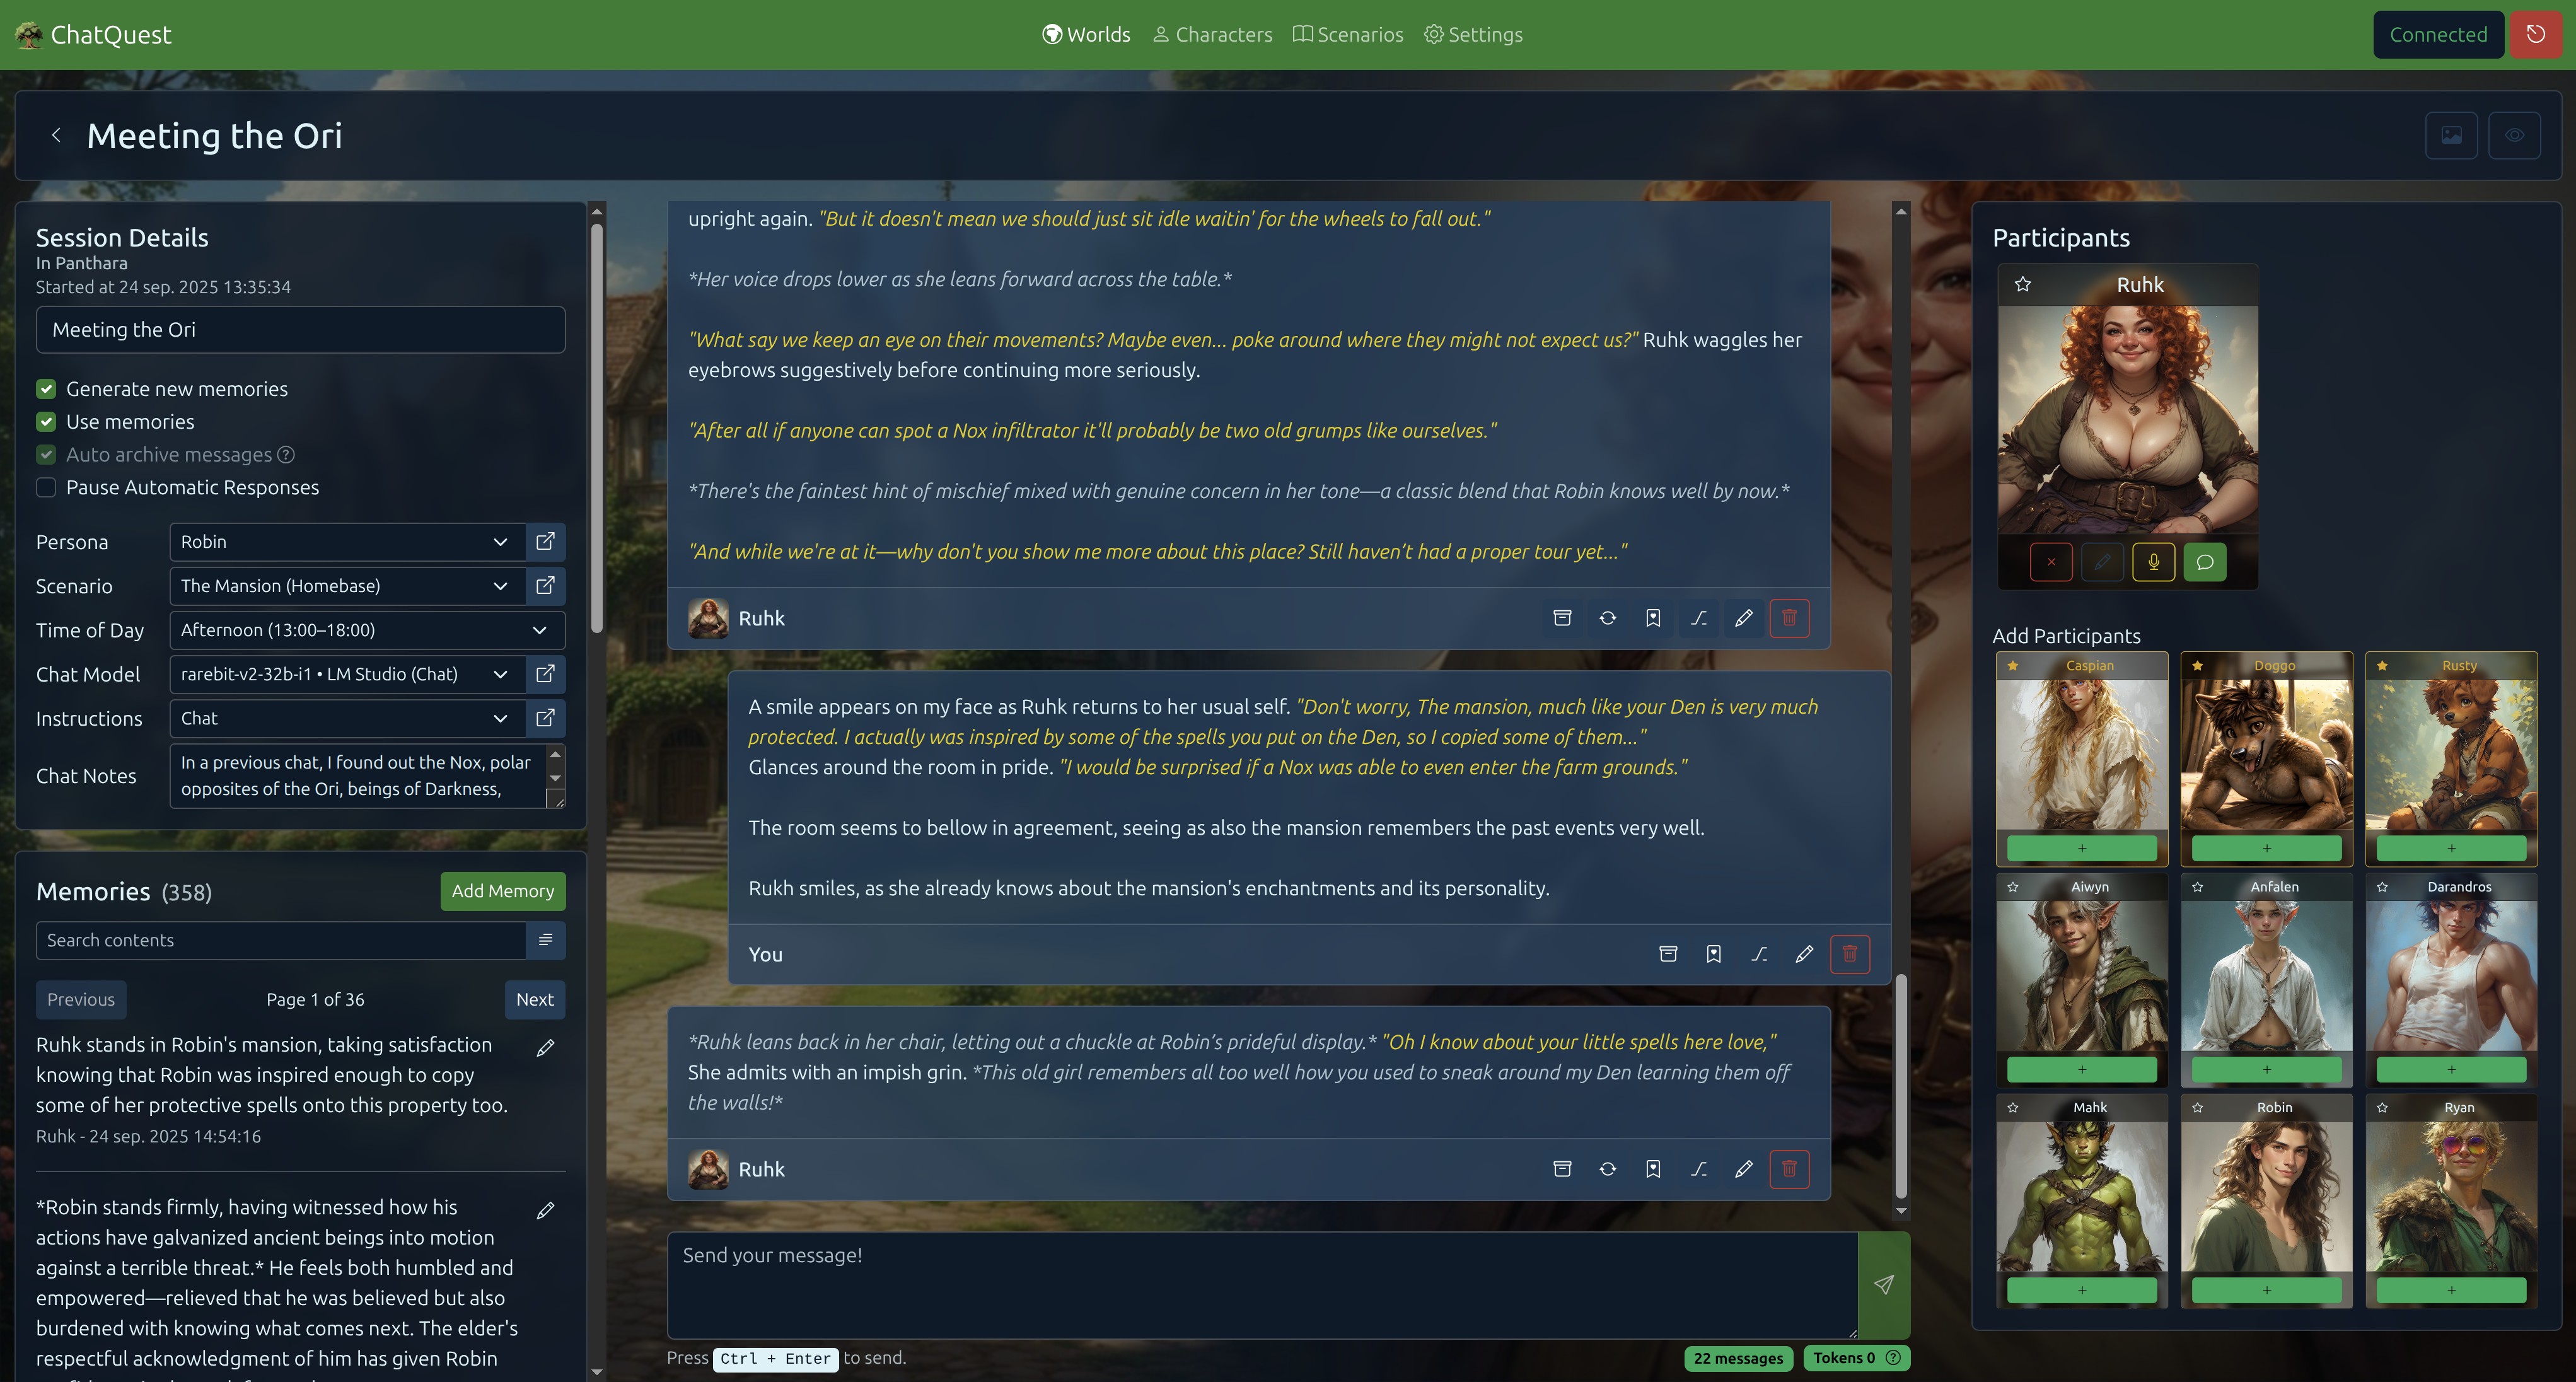 ChatQuest
Worlds
Characters
Scenarios
Settings
Connected
Meeting the Ori
Session Details
In Panthara
Started at 24 sep. 2025 13:35:34
Meeting the Ori
Generate new memories
Use memories
Auto archive messages
Pause Automatic Responses
Persona
Robin
Scenario
The Mansion (Homebase)
Time of Day
Afternoon (13:00–18:00)
Chat Model
rarebit-v2-32b-i1 • LM Studio (Chat)
Instructions
Chat
Chat Notes
In a previous chat, I found out the Nox, polar
opposites of the Ori, beings of Darkness,
Memories (358)
Add Memory
Search contents
Previous
Page 1 of 36
Next
Ruhk stands in Robin's mansion, taking satisfaction
knowing that Robin was inspired enough to copy
some of her protective spells onto this property too.
Ruhk - 24 sep. 2025 14:54:16
*Robin stands firmly, having witnessed how his
actions have galvanized ancient beings into motion
against a terrible threat.* He feels both humbled and
empowered—relieved that he was believed but also
burdened with knowing what comes next. The elder's
respectful acknowledgment of him has given Robin
upright again. "But it doesn't mean we should just sit idle waitin' for the wheels to fall out."
*Her voice drops lower as she leans forward across the table.*
"What say we keep an eye on their movements? Maybe even... poke around where they might not expect us?" Ruhk waggles her
eyebrows suggestively before continuing more seriously.
"After all if anyone can spot a Nox infiltrator it'll probably be two old grumps like ourselves."
*There's the faintest hint of mischief mixed with genuine concern in her tone—a classic blend that Robin knows well by now.*
"And while we're at it—why don't you show me more about this place? Still haven’t had a proper tour yet..."
Ruhk
A smile appears on my face as Ruhk returns to her usual self. "Don't worry, The mansion, much like your Den is very much
protected. I actually was inspired by some of the spells you put on the Den, so I copied some of them..."
Glances around the room in pride. "I would be surprised if a Nox was able to even enter the farm grounds."
The room seems to bellow in agreement, seeing as also the mansion remembers the past events very well.
Rukh smiles, as she already knows about the mansion's enchantments and its personality.
You
*Ruhk leans back in her chair, letting out a chuckle at Robin’s prideful display.* "Oh I know about your little spells here love,"
She admits with an impish grin. *This old girl remembers all too well how you used to sneak around my Den learning them off
the walls!*
Ruhk
Send your message!
Press Ctrl + Enter to send.
22 messages
Tokens 0
Participants
Ruhk
Add Participants
Caspian
Doggo
Rusty
Aiwyn
Anfalen
Darandros
Mahk
Robin
Ryan